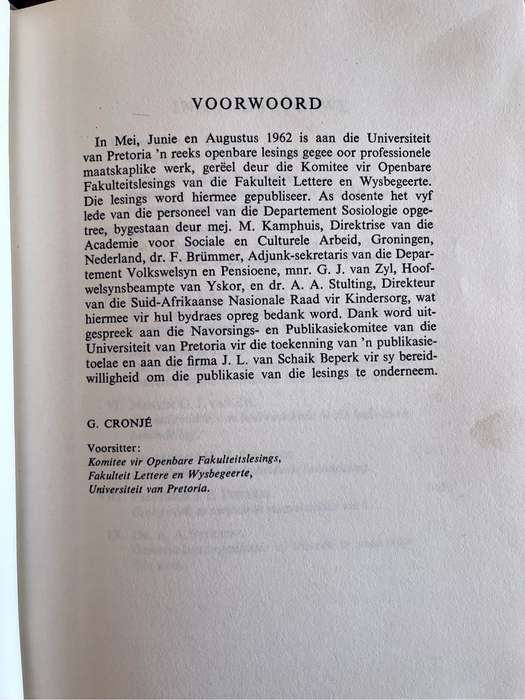 VOORWOORD
In Mei, Junie en Augustus 1962 is aan die Universiteit
van Pretoria 'n reeks openbare lesings gegee oor professionele
maatskaplike werk, gereël deur die Komitee vir Openbare
Fakulteitslesings van die Fakulteit Lettere en Wysbegeerte.
Die lesings word hiermee gepubliseer. As dosente het vyf
lede van die personeel van die Departement Sosiologie opge-
tree, bygestaan deur mej. M. Kamphuis, Direktrise van die
Academie voor Sociale en Culturele Arbeid, Groningen,
Nederland, dr. F. Brümmer, Adjunk-sekretaris van die Depar-
tement Volkswelsyn en Pensioene, mnr. G. J. van Zyl, Hoof-
welsynsbeampte van Yskor, en dr. A. A. Stulting, Direkteur
van die Suid-Afrikaanse Nasionale Raad vir Kindersorg, wat
hiermee vir hul bydraes opreg bedank word. Dank word uit-
gespreek aan die Navorsings- en Publikasiekomitee van die
Universiteit van Pretoria vir die toekenning van 'n publikasie-
toelae en aan die firma J. L. van Schaik Beperk vir sy bereid-
willigheid om die publikasie van die lesings te onderneem.
G. CRONJÉ
Voorsitter:
Komitee vir Openbare Fakulteitslesings,
Fakulteit Lettere en Wysbegeerte,
Universiteit van Pretoria.